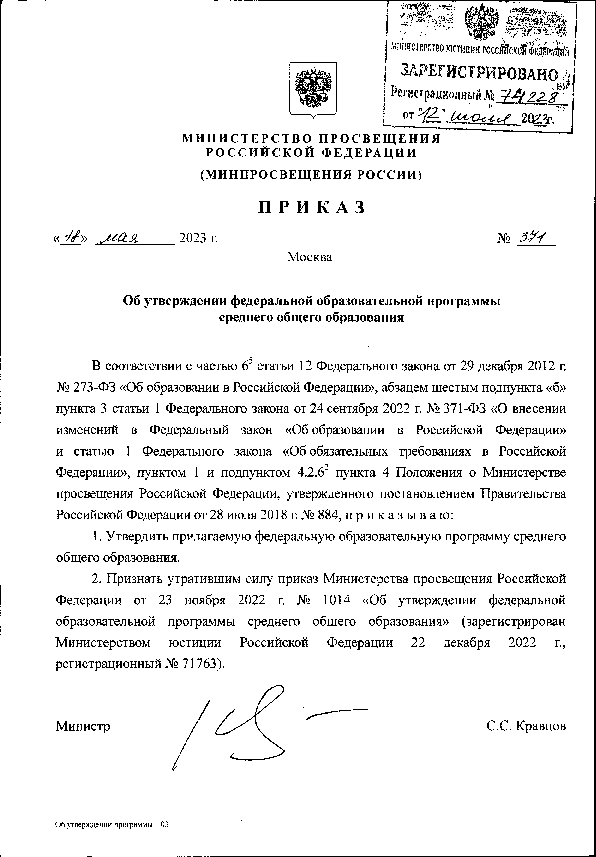 МИНИСТЕРСТВО ЮСТИЦИИ РОССИЙСКОЙ ФЕДЕРАЦИИ
ЗАРЕГИСТРИРОВАНО
Регистрационный № 74228
от "12" июля 2023г.
МИНИСТЕРСТВО ПРОСВЕЩЕНИЯ
РОССИЙСКОЙ ФЕДЕРАЦИИ
(МИНПРОСВЕЩЕНИЯ РОССИИ)
ПРИКАЗ
«18» мая 2023 г. № 371
Москва
Об утверждении федеральной образовательной программы
среднего общего образования
В соответствии с частью 6⁵ статьи 12 Федерального закона от 29 декабря 2012 г.
№ 273-ФЗ «Об образовании в Российской Федерации», абзацем шестым подпункта «б»
пункта 3 статьи 1 Федерального закона от 24 сентября 2022 г. № 371-ФЗ «О внесении
изменений в Федеральный закон «Об образовании в Российской Федерации»
и статью 1 Федерального закона «Об обязательных требованиях в Российской
Федерации», пунктом 1 и подпунктом 4.2.6² пункта 4 Положения о Министерстве
просвещения Российской Федерации, утвержденного постановлением Правительства
Российской Федерации от 28 июля 2018 г. № 884, п р и к а з ы в а ю:
1. Утвердить прилагаемую федеральную образовательную программу среднего
общего образования.
2. Признать утратившим силу приказ Министерства просвещения Российской
Федерации от 23 ноября 2022 г. № 1014 «Об утверждении федеральной
образовательной программы среднего общего образования» (зарегистрирован
Министерством юстиции Российской Федерации 22 декабря 2022 г.,
регистрационный № 71763).
Министр С.С. Кравцов
Об утверждении программы - 03